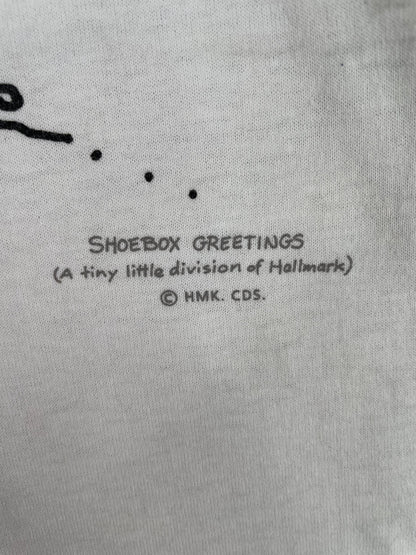 SHOEBOX GREETINGS
(A tiny little division of Hallmark)
© HMK. CDS.